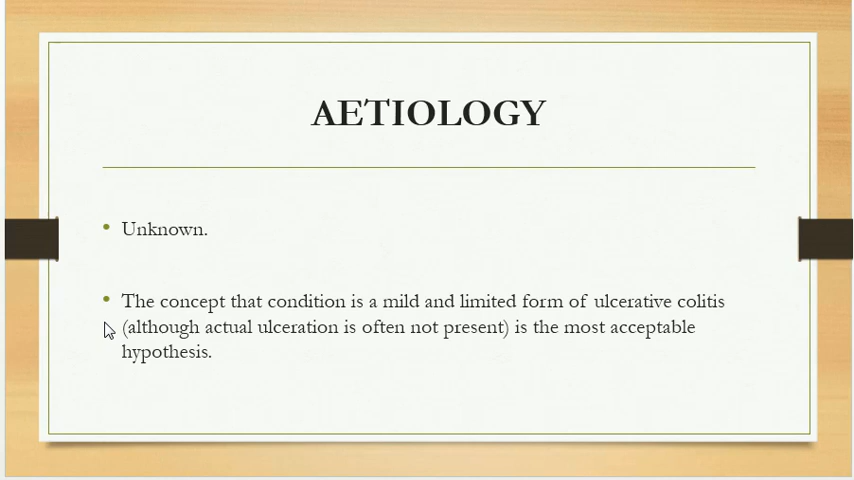 AETIOLOGY
• Unknown.
• The concept that condition is a mild and limited form of ulcerative colitis
(although actual ulceration is often not present) is the most acceptable
hypothesis.